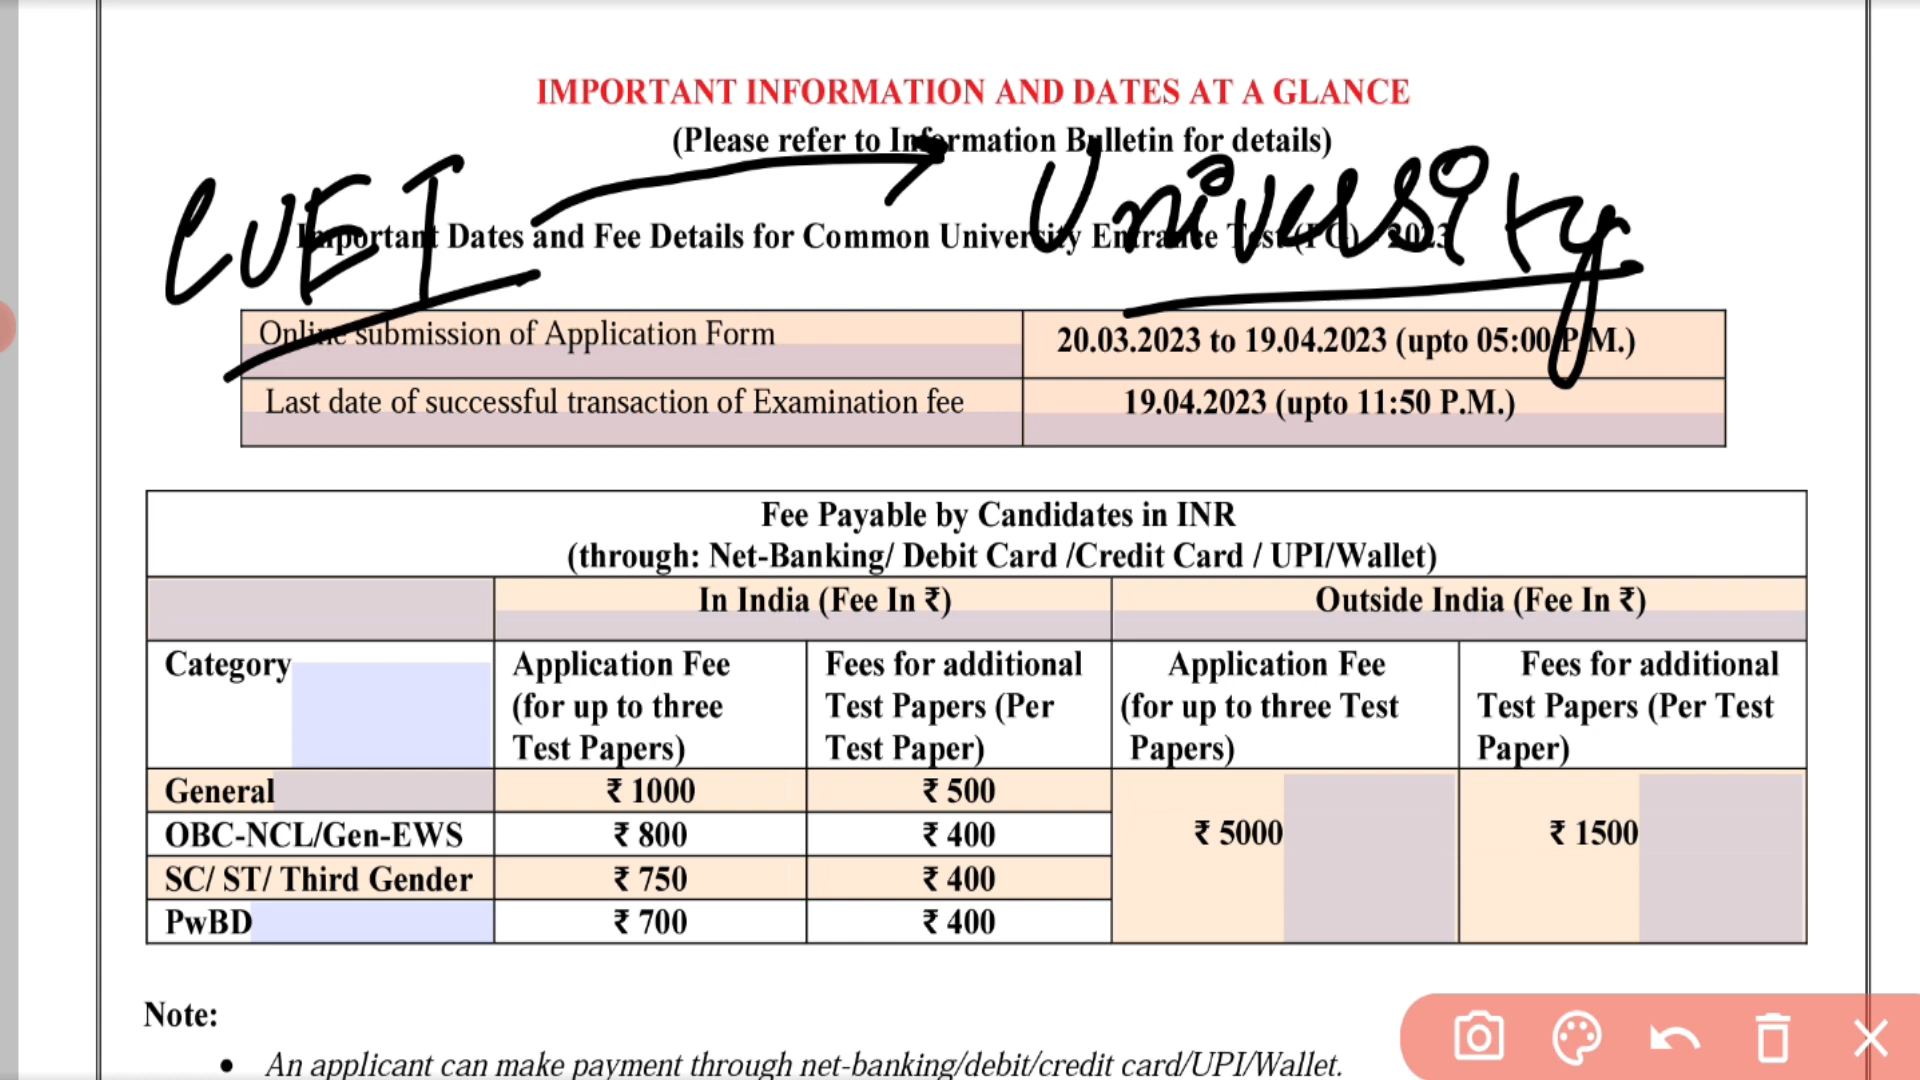 IMPORTANT INFORMATION AND DATES AT A GLANCE
(Please refer to Information Bulletin for details)
CUET → University
Important Dates and Fee Details for Common University Entrance Test (PG) - 2023
Online submission of Application Form 20.03.2023 to 19.04.2023 (upto 05:00 P.M.)
Last date of successful transaction of Examination fee 19.04.2023 (upto 11:50 P.M.)
Fee Payable by Candidates in INR
(through: Net-Banking/ Debit Card /Credit Card / UPI/Wallet)
In India (Fee In ₹) Outside India (Fee In ₹)
Category Application Fee Fees for additional Application Fee Fees for additional
(for up to three Test Papers (Per (for up to three Test Test Papers (Per Test
Test Papers) Test Paper) Papers) Paper)
General ₹ 1000 ₹ 500
OBC-NCL/Gen-EWS ₹ 800 ₹ 400 ₹ 5000 ₹ 1500
SC/ ST/ Third Gender ₹ 750 ₹ 400
PwBD ₹ 700 ₹ 400
Note:
• An applicant can make payment through net-banking/debit/credit card/UPI/Wallet.